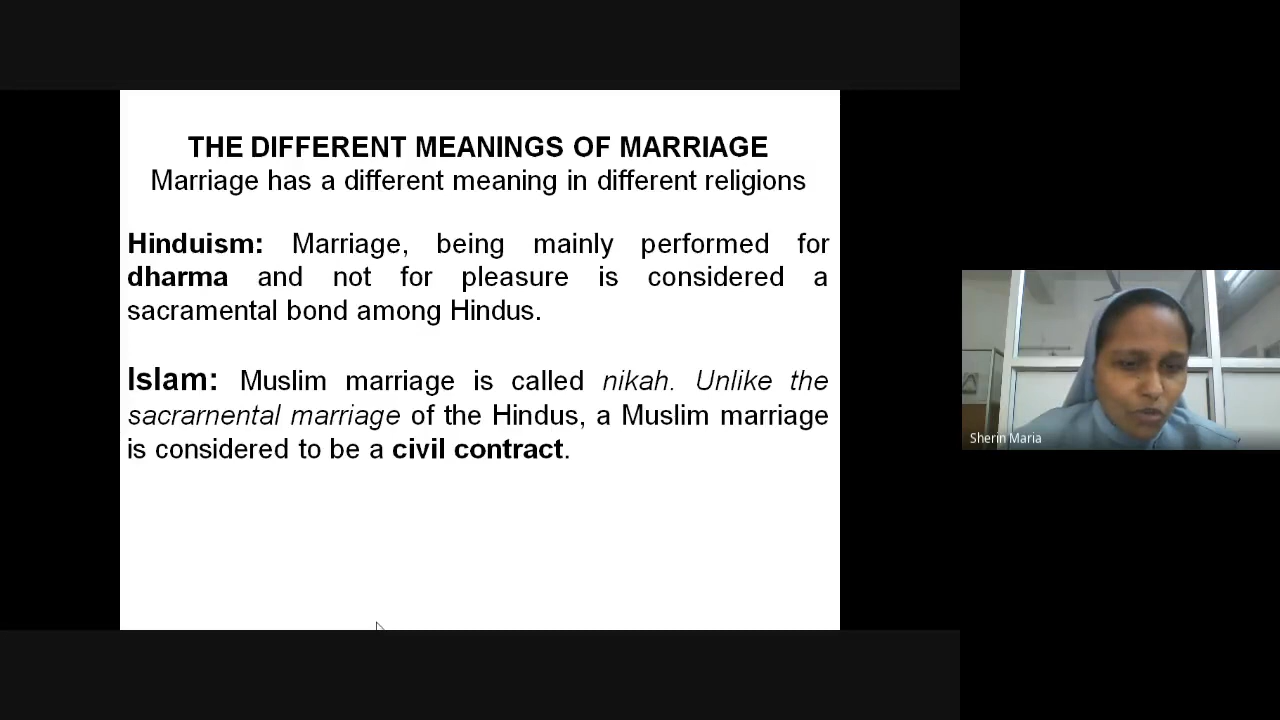 THE DIFFERENT MEANINGS OF MARRIAGE
Marriage has a different meaning in different religions
Hinduism: Marriage, being mainly performed for
dharma and not for pleasure is considered a
sacramental bond among Hindus.
Islam: Muslim marriage is called nikah. Unlike the
sacrarnental marriage of the Hindus, a Muslim marriage
is considered to be a civil contract.
Sherin Maria